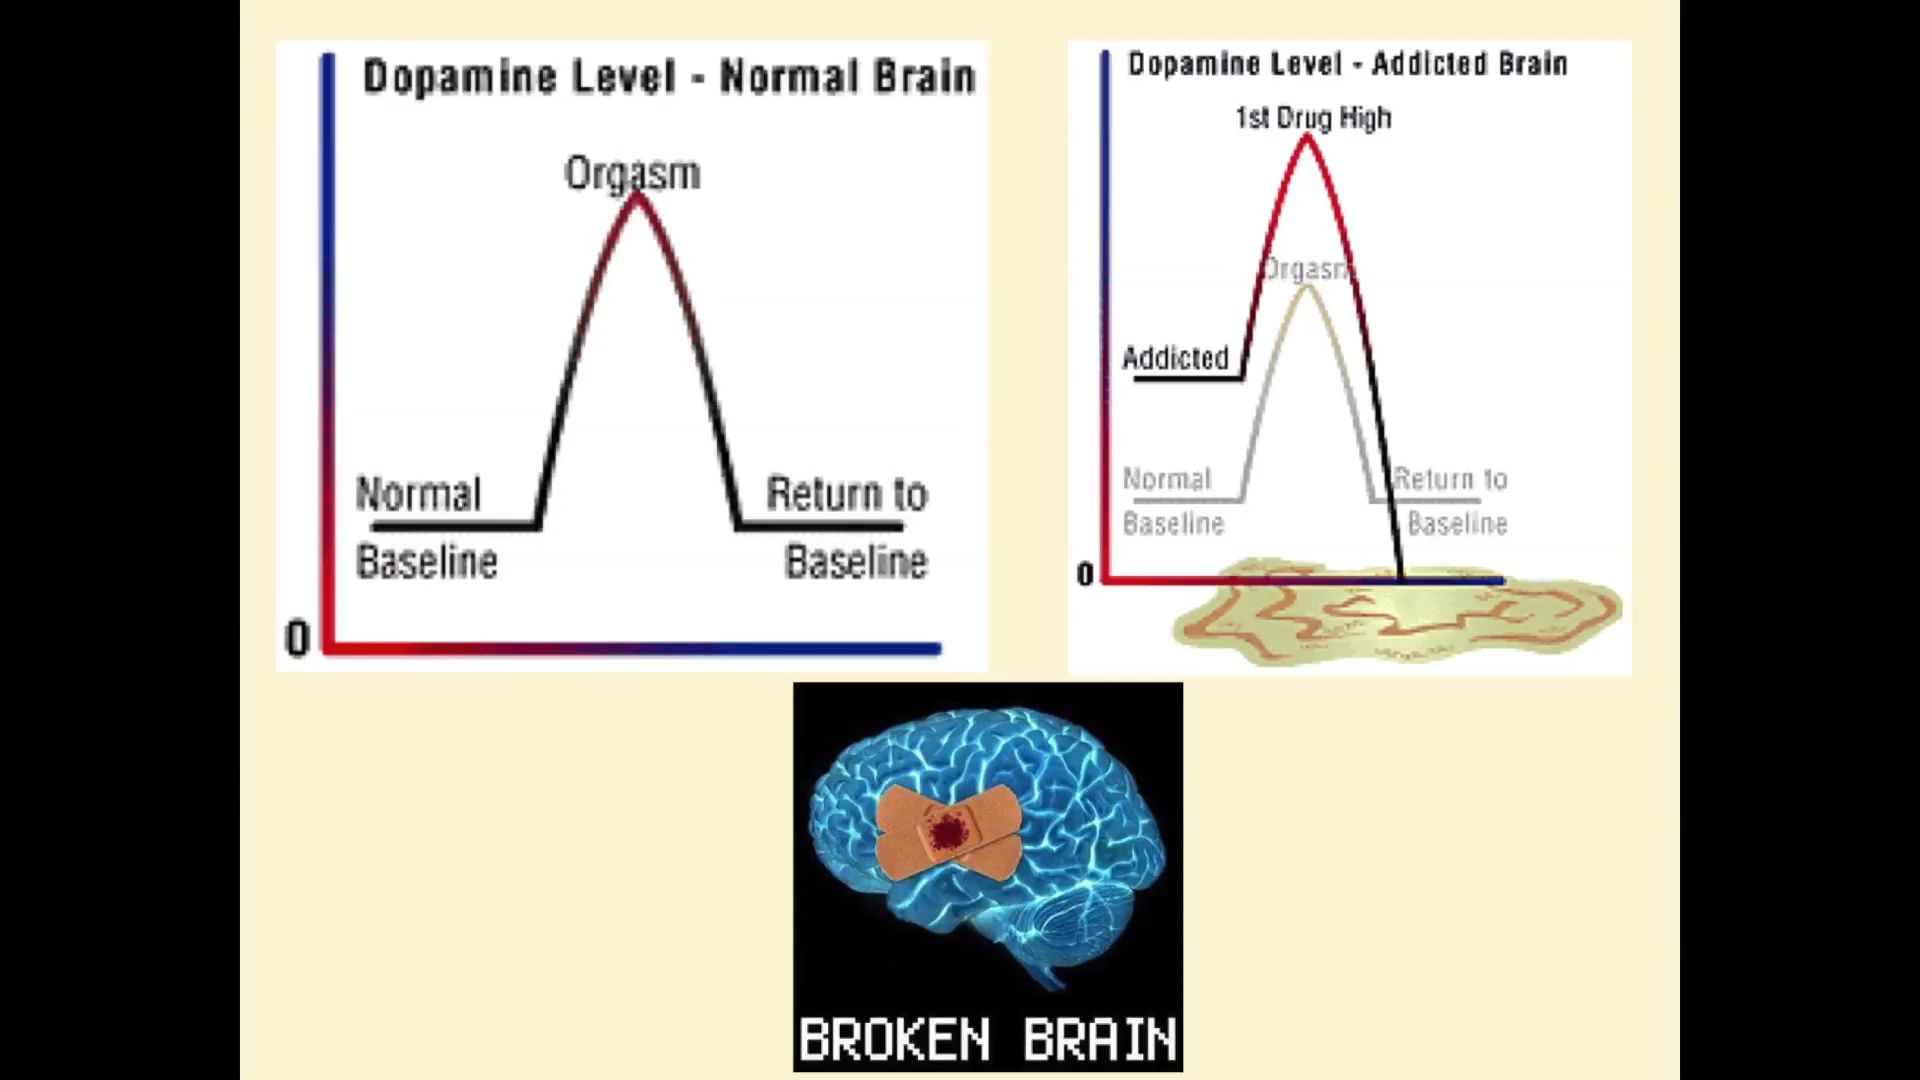 Dopamine Level - Normal Brain
Orgasm
Normal
Baseline
Return to
Baseline
0
Dopamine Level - Addicted Brain
1st Drug High
Orgasm
Addicted
Normal
Baseline
Return to
Baseline
0
BROKEN BRAIN